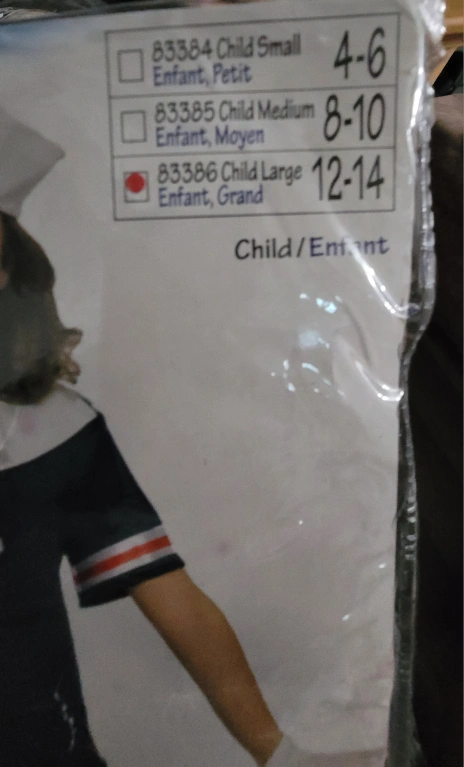 83384 Child Small 4-6
Enfant, Petit
83385 Child Medium 8-10
Enfant, Moyen
83386 Child Large 12-14
Enfant, Grand
Child/Enfant